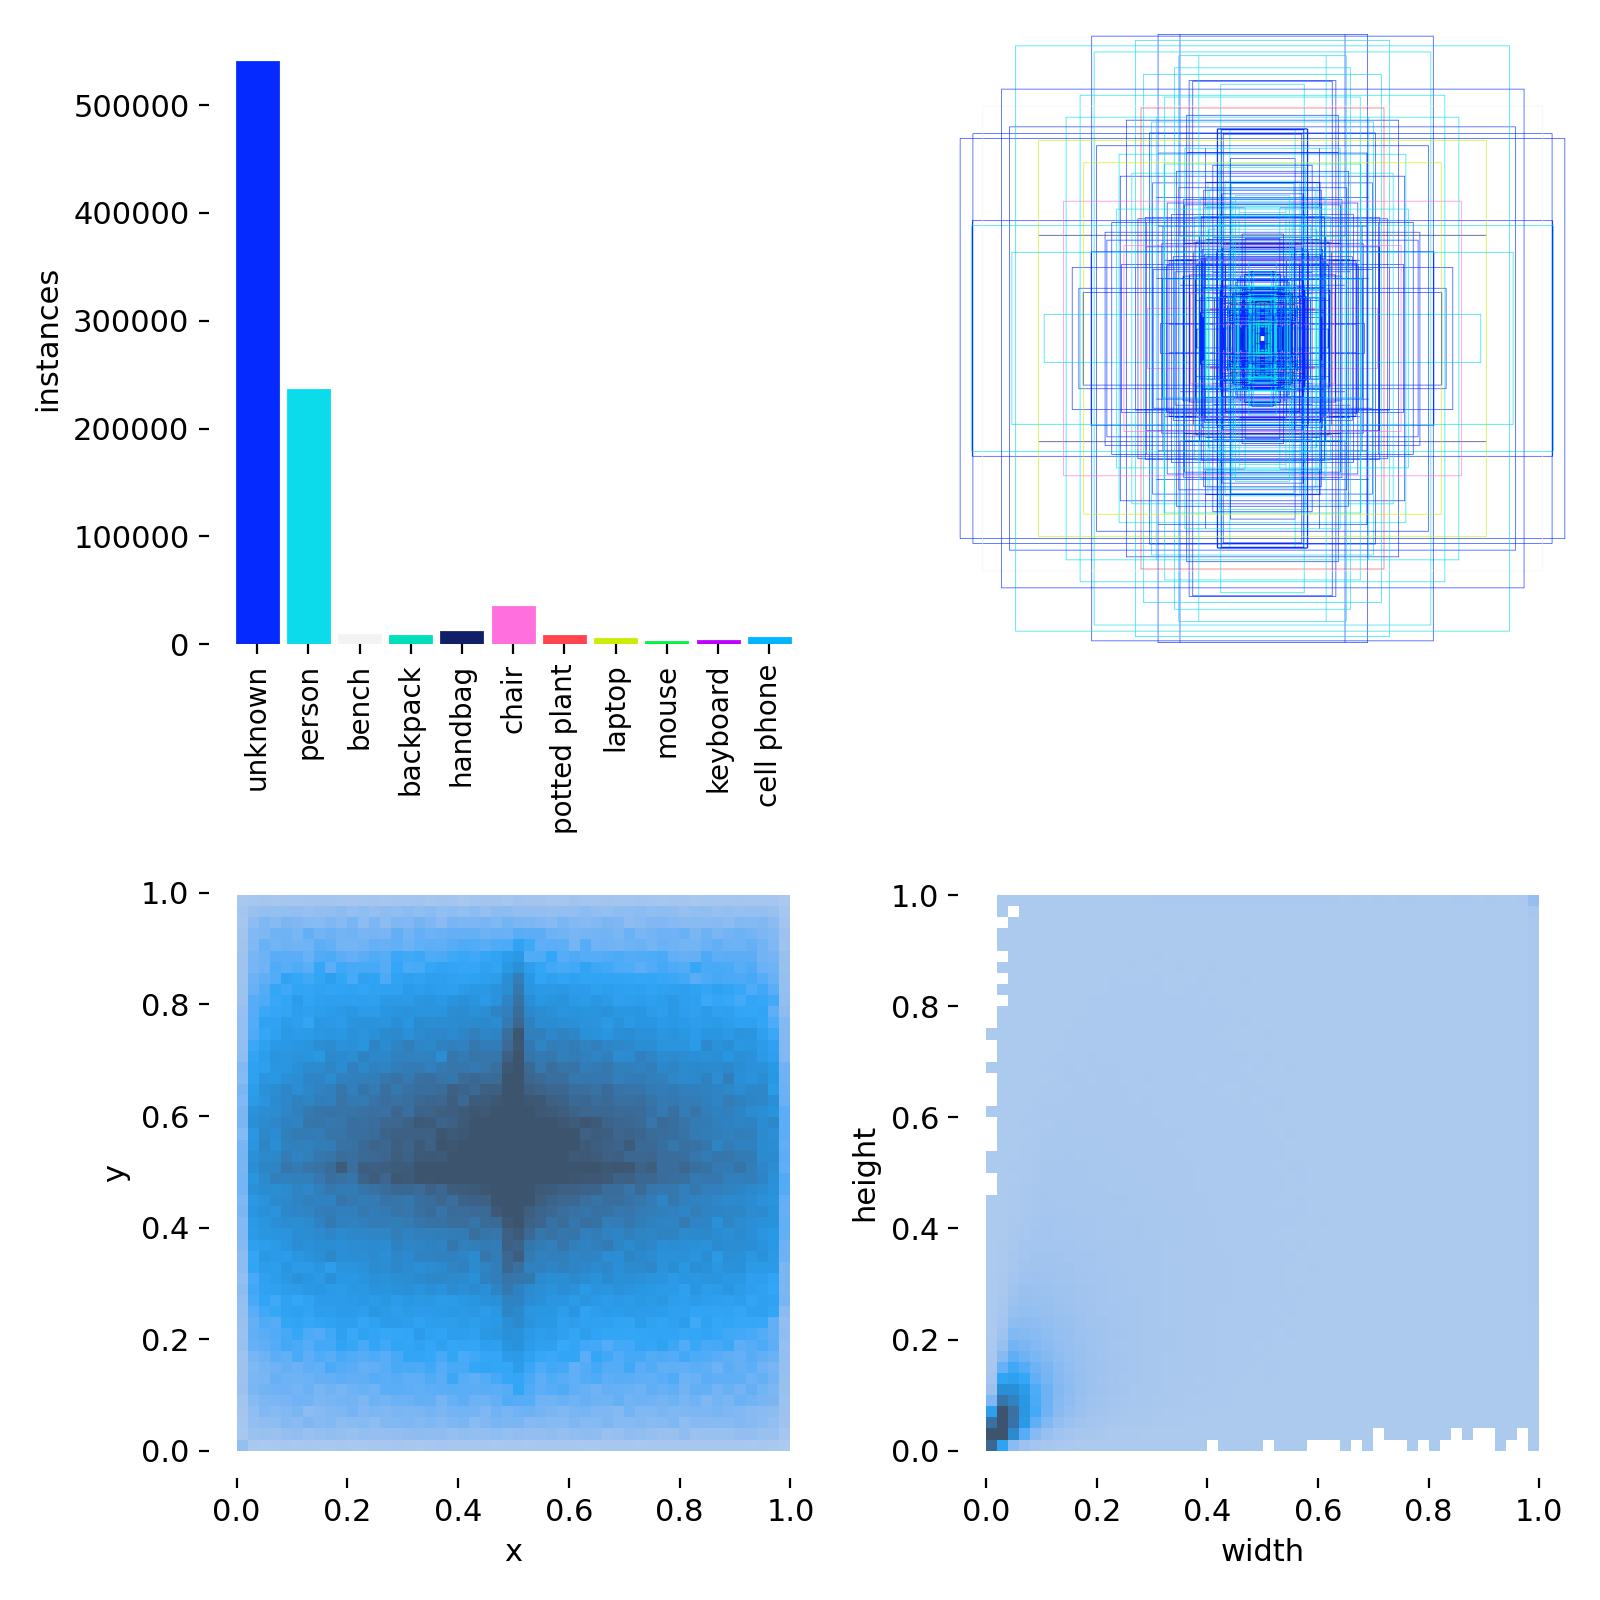 instances
500000
400000
300000
200000
100000
0
unknown
person
bench
backpack
handbag
chair
potted plant
laptop
mouse
keyboard
cell phone
y
1.0
0.8
0.6
0.4
0.2
0.0
0.0 0.2 0.4 0.6 0.8 1.0
x
height
1.0
0.8
0.6
0.4
0.2
0.0
0.0 0.2 0.4 0.6 0.8 1.0
width